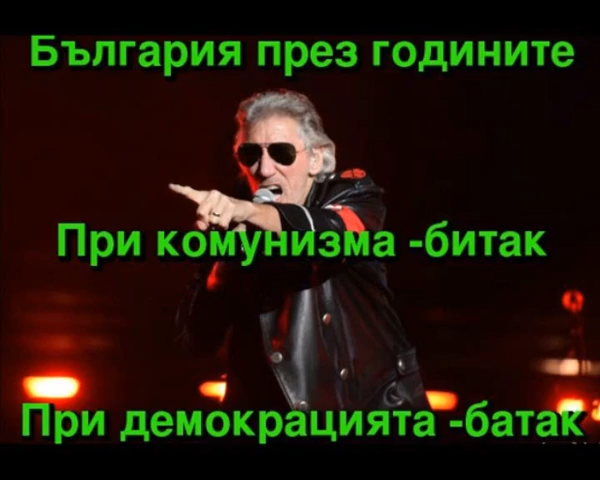 България през годините
При комунизма -битак
При демокрацията -батак